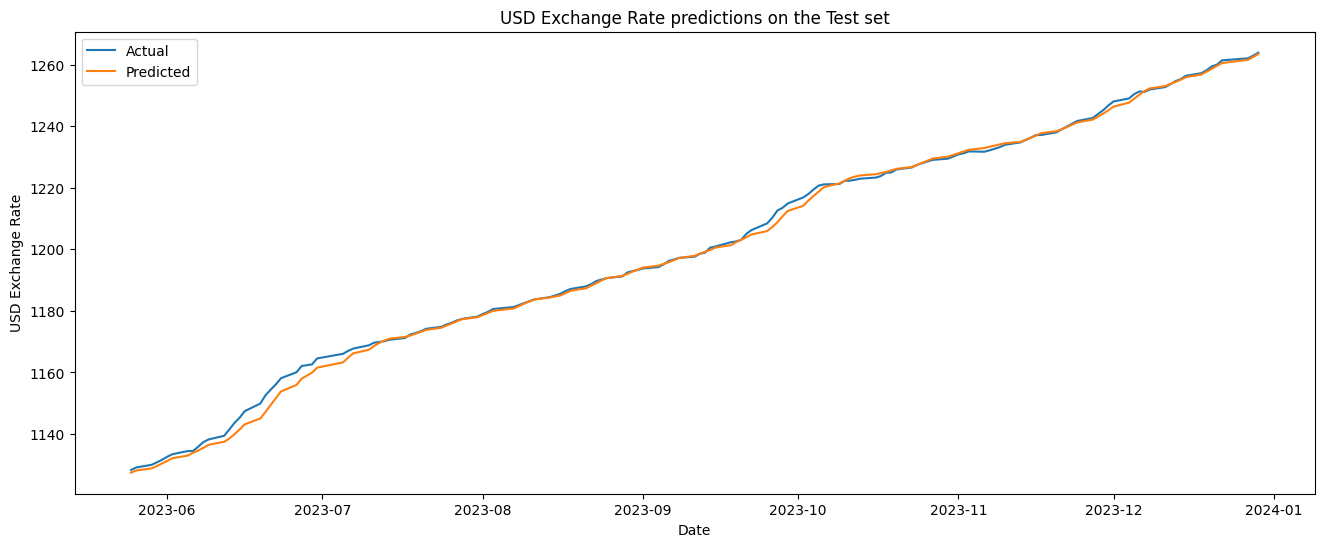 USD Exchange Rate predictions on the Test set
Actual
Predicted
1260
1240
1220
1200
1180
1160
1140
USD Exchange Rate
2023-06 2023-07 2023-08 2023-09 2023-10 2023-11 2023-12 2024-01
Date